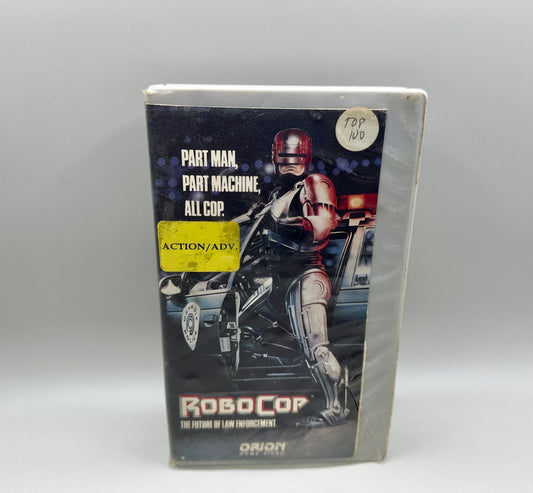 TOP
100
PART MAN,
PART MACHINE,
ALL COP.
ACTION/ADV.
ROBOCOP
THE FUTURE OF LAW ENFORCEMENT.
ORION
HOME VIDEO